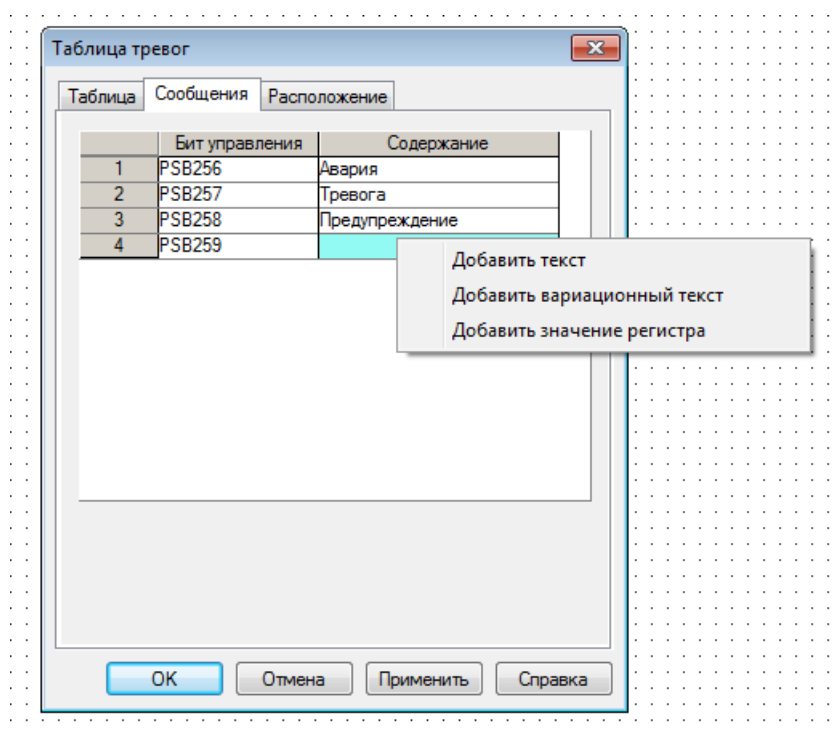 Таблица тревог
Таблица Сообщения Расположение
Бит управления Содержание
1 PSB256 Авария
2 PSB257 Тревога
3 PSB258 Предупреждение
4 PSB259
Добавить текст
Добавить вариационный текст
Добавить значение регистра
OK Отмена Применить Справка